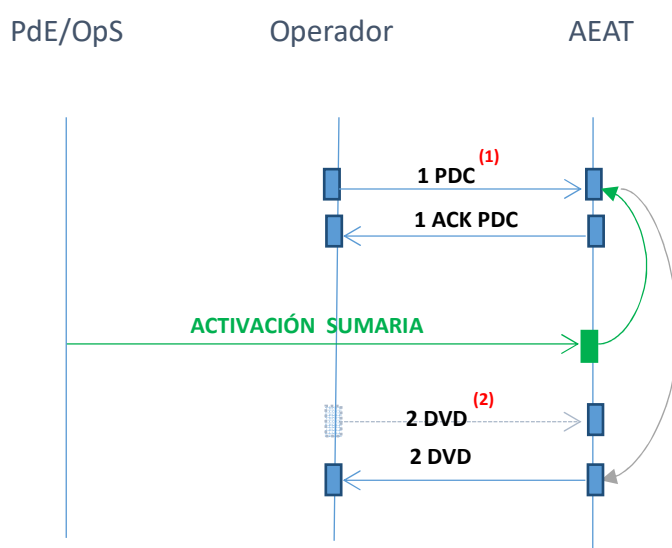 PdE/OpS Operador AEAT
1 PDC (1)
1 ACK PDC
ACTIVACIÓN SUMARIA
2 DVD (2)
2 DVD